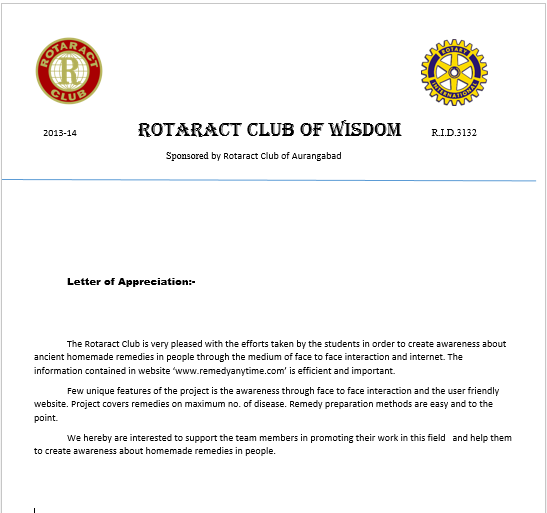 ROTARACT
R
CLUB
ROTARY
INTERNATIONAL
2013-14 ROTARACT CLUB OF WISDOM R.I.D.3132
Sponsored by Rotaract Club of Aurangabad
Letter of Appreciation:-
The Rotaract Club is very pleased with the efforts taken by the students in order to create awareness about
ancient homemade remedies in people through the medium of face to face interaction and internet. The
information contained in website ‘www.remedyanytime.com’ is efficient and important.
Few unique features of the project is the awareness through face to face interaction and the user friendly
website. Project covers remedies on maximum no. of disease. Remedy preparation methods are easy and to the
point.
We hereby are interested to support the team members in promoting their work in this field and help them
to create awareness about homemade remedies in people.